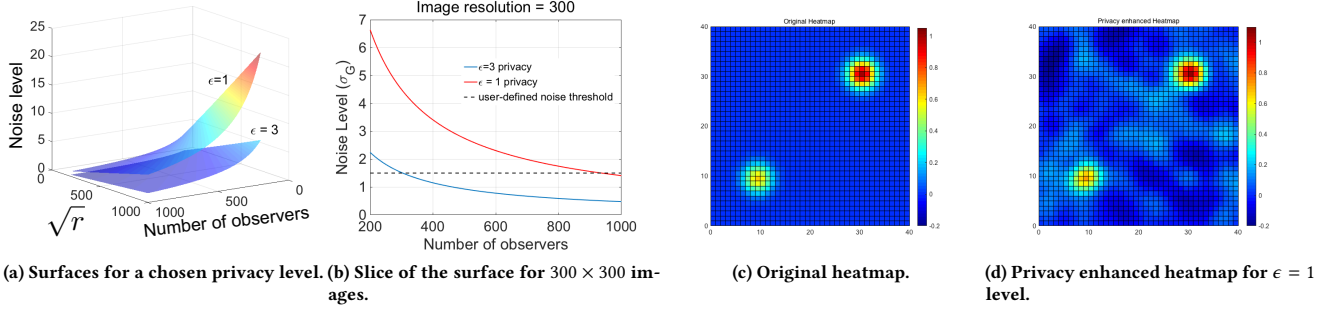 25
20
15
10
5
0
Noise level
ϵ=1
ϵ = 3
0
500
1000
√r
1000
500
0
Number of observers
(a) Surfaces for a chosen privacy level.
Image resolution = 300
7
6
5
4
3
2
1
0
Noise Level (σG)
ϵ=3 privacy
ϵ = 1 privacy
user-defined noise threshold
200 400 600 800 1000
Number of observers
(b) Slice of the surface for 300 × 300 im-
ages.
Original Heatmap
40
30
20
10
0
0 10 20 30 40
1
0.8
0.6
0.4
0.2
0
-0.2
(c) Original heatmap.
Privacy enhanced Heatmap
40
30
20
10
0
0 10 20 30 40
1
0.8
0.6
0.4
0.2
0
-0.2
(d) Privacy enhanced heatmap for ϵ = 1
level.